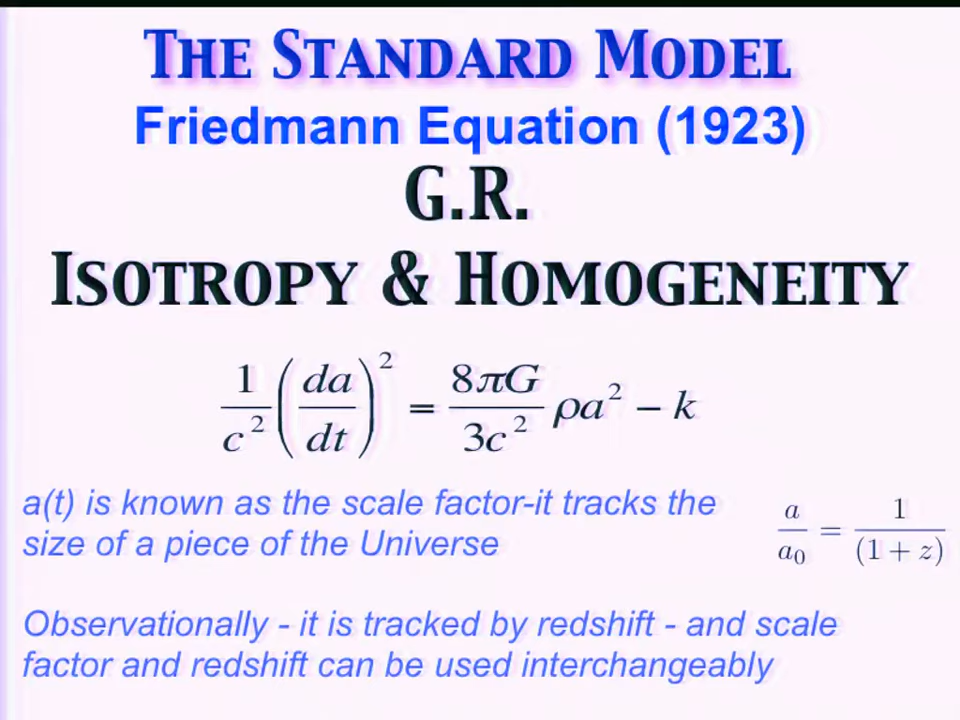 THE STANDARD MODEL
Friedmann Equation (1923)
G.R.
ISOTROPY & HOMOGENEITY
1/c² (da/dt)² = 8πG/3c² ρa² − k
a(t) is known as the scale factor-it tracks the
size of a piece of the Universe
a/a₀ = 1/(1 + z)
Observationally - it is tracked by redshift - and scale
factor and redshift can be used interchangeably